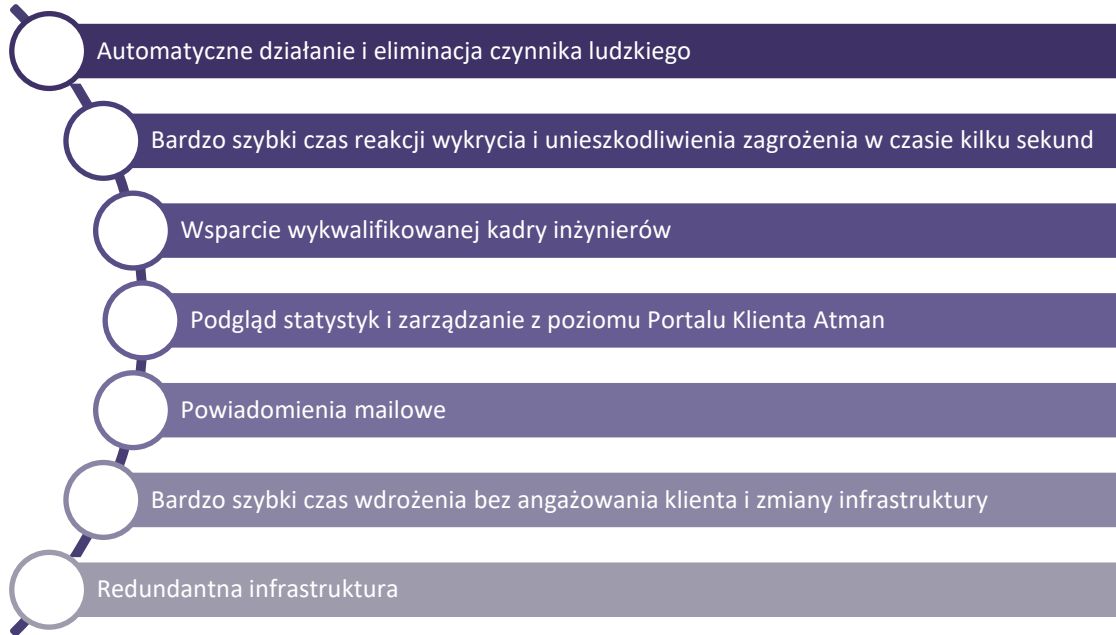 Automatyczne działanie i eliminacja czynnika ludzkiego
Bardzo szybki czas reakcji wykrycia i unieszkodliwienia zagrożenia w czasie kilku sekund
Wsparcie wykwalifikowanej kadry inżynierów
Podgląd statystyk i zarządzanie z poziomu Portalu Klienta Atman
Powiadomienia mailowe
Bardzo szybki czas wdrożenia bez angażowania klienta i zmiany infrastruktury
Redundantna infrastruktura